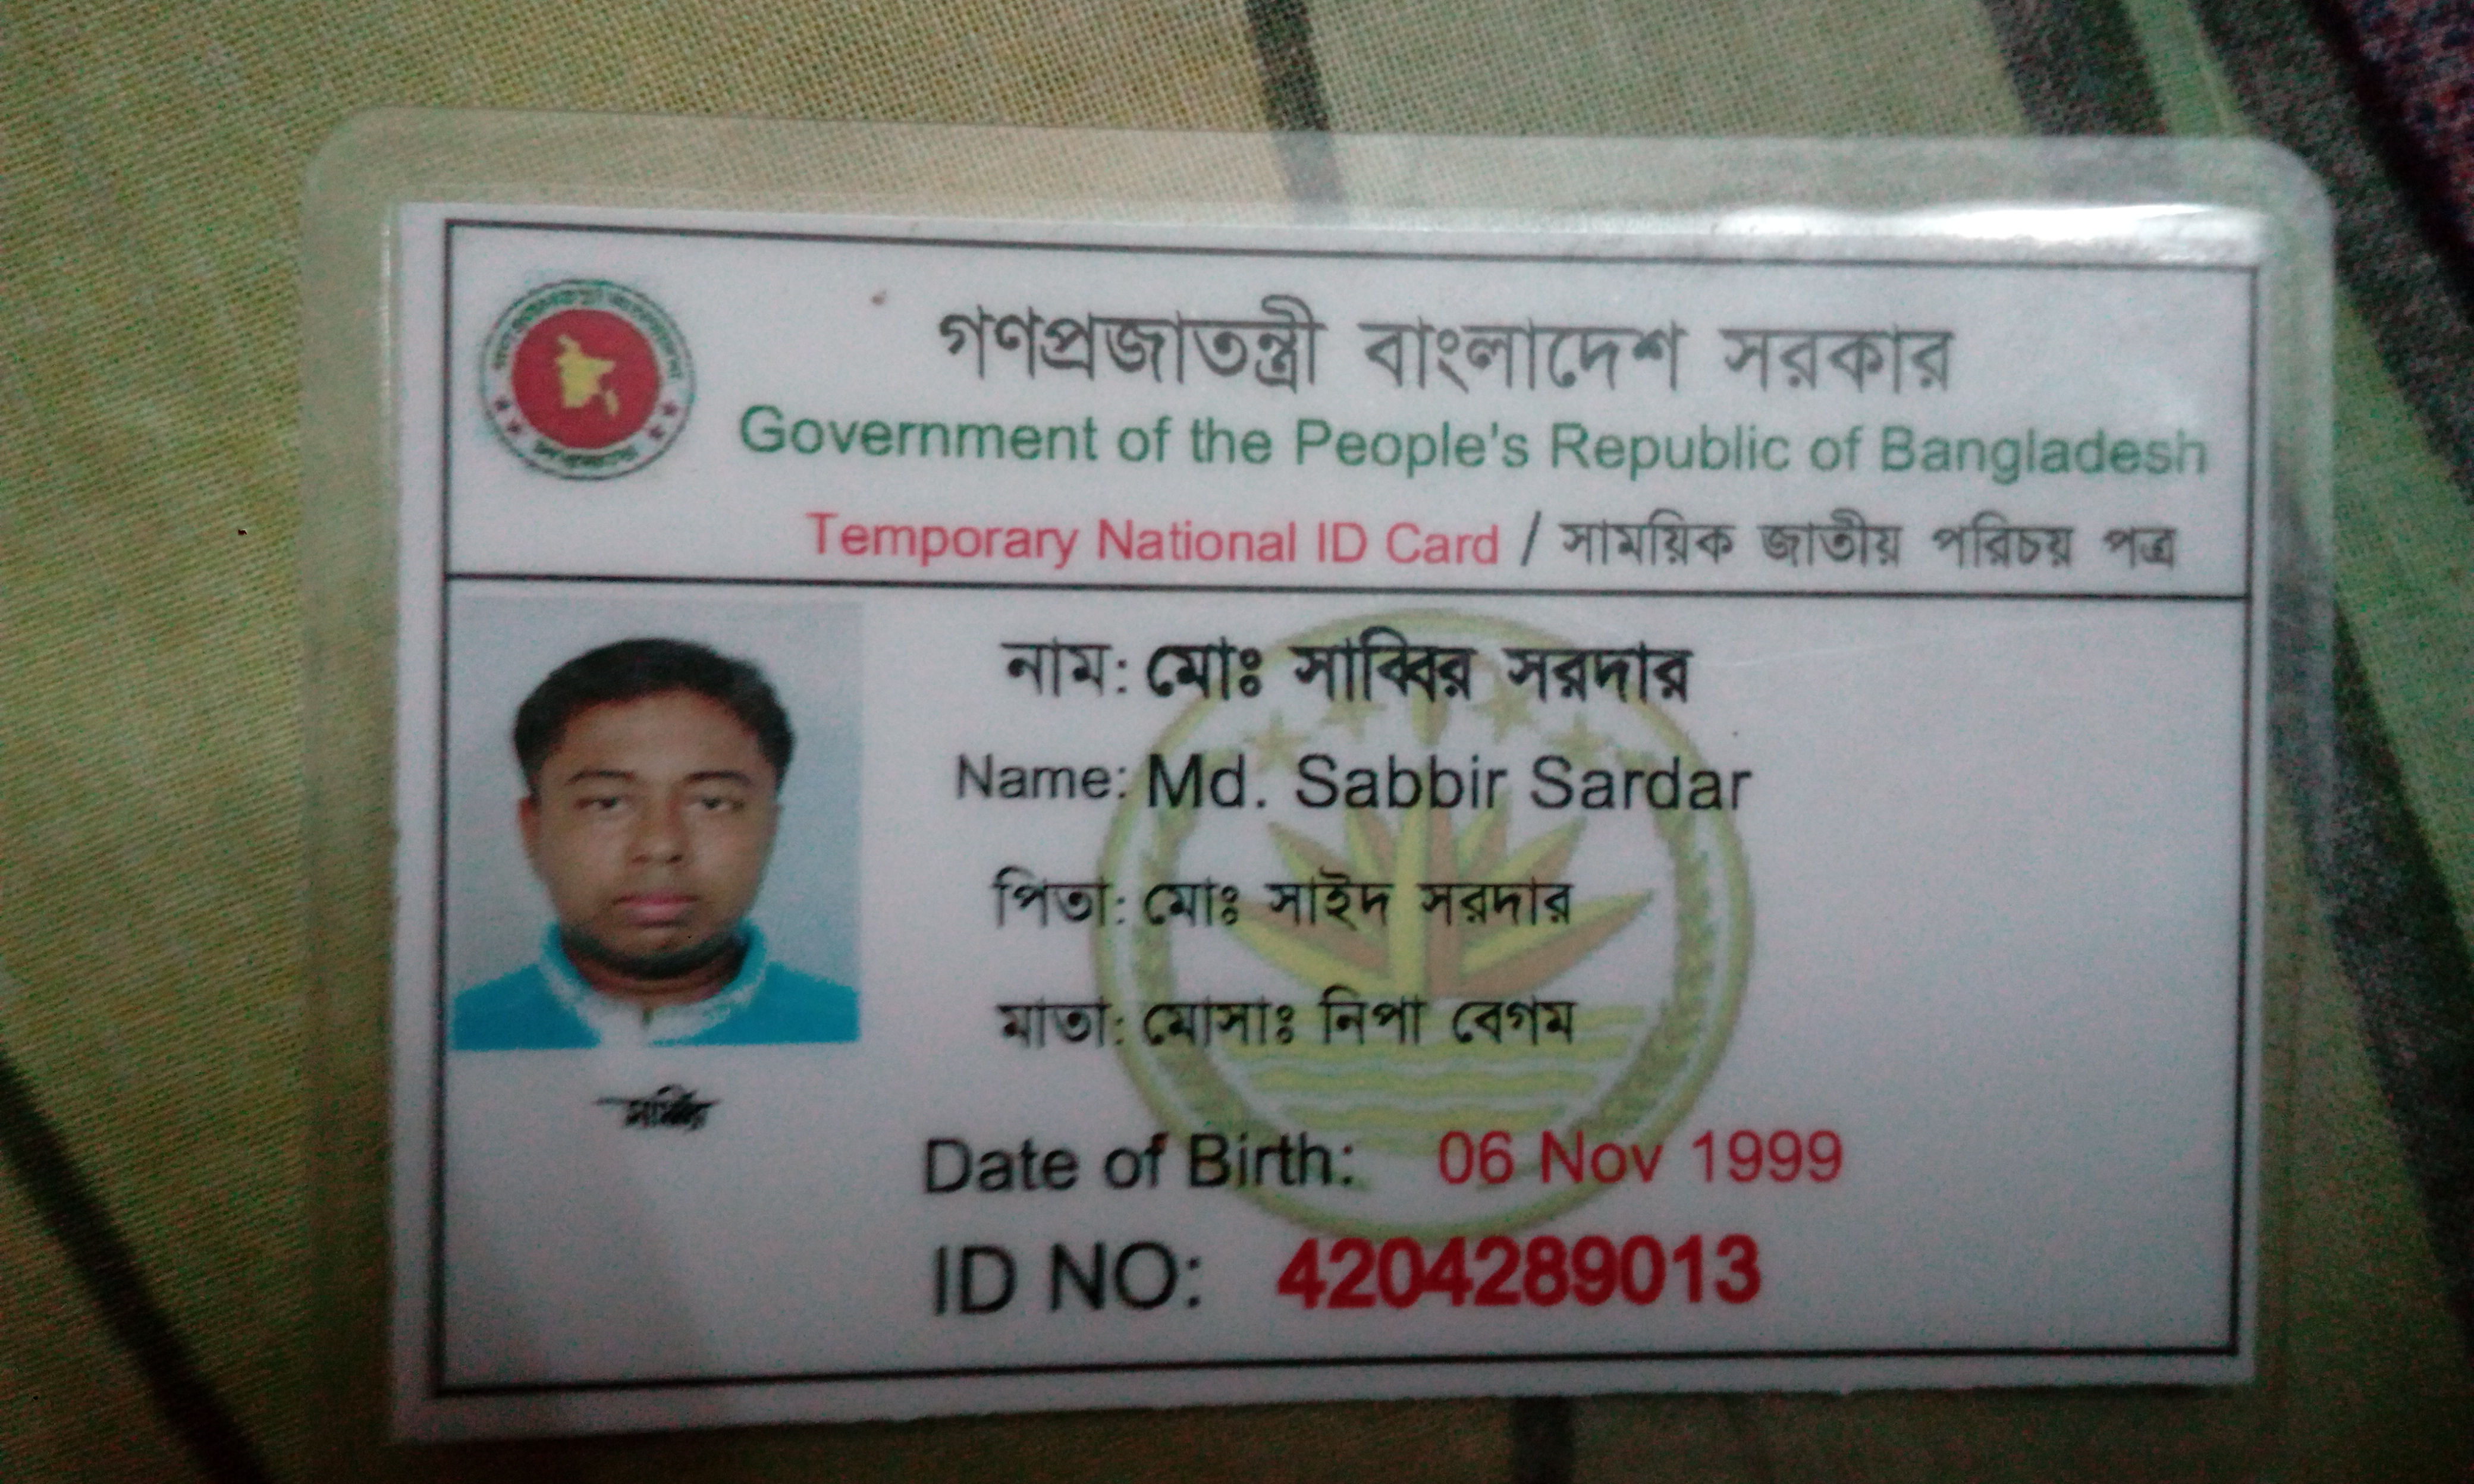 গণপ্রজাতন্ত্রী বাংলাদেশ সরকার
Government of the People's Republic of Bangladesh
Temporary National ID Card / সাময়িক জাতীয় পরিচয় পত্র
নাম: মোঃ সাব্বির সরদার
Name: Md. Sabbir Sardar
পিতা: মোঃ সাইদ সরদার
মাতা: মোসাঃ নিপা বেগম
সাব্বির
Date of Birth: 06 Nov 1999
ID NO: 4204289013